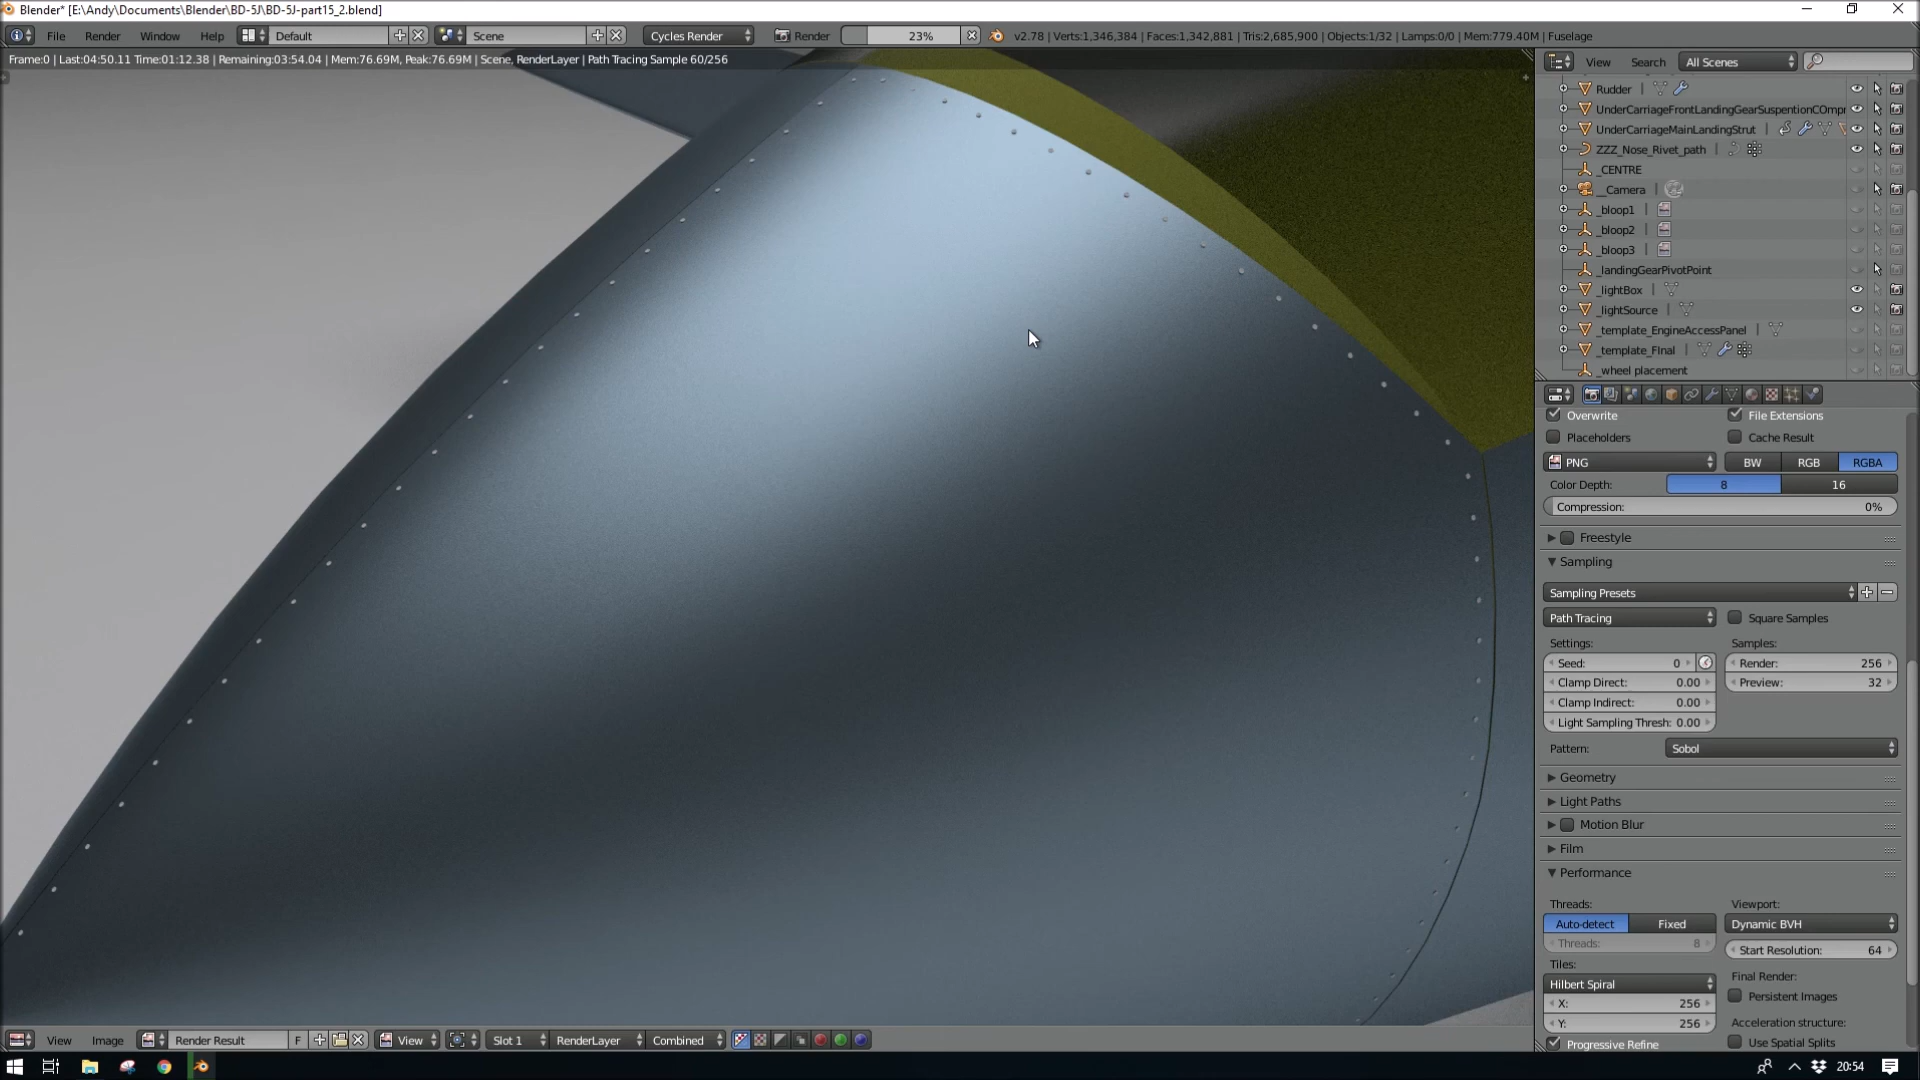 Blender* [E:\Andy\Documents\Blender\BD-5J\BD-5J-part15_2.blend]
File Render Window Help Default Scene Cycles Render Render 23% v2.78 | Verts:1,346,384 | Faces:1,342,881 | Tris:2,685,900 | Objects:1/32 | Lamps:0/0 | Mem:779.40M | Fuselage
Frame:0 | Last:04:50.11 Time:01:12.38 | Remaining:03:54.04 | Mem:76.69M, Peak:76.69M | Scene, RenderLayer | Path Tracing Sample 60/256
View Search All Scenes
Rudder
UnderCarriageFrontLandingGearSuspentionCOmpr
UnderCarriageMainLandingStrut
ZZZ_Nose_Rivet_path
_CENTRE
__Camera
_bloop1
_bloop2
_bloop3
_landingGearPivotPoint
_lightBox
_lightSource
_template_EngineAccessPanel
_template_FInal
_wheel placement
Overwrite File Extensions
Placeholders Cache Result
PNG BW RGB RGBA
Color Depth: 8 16
Compression: 0%
Freestyle
Sampling
Sampling Presets
Path Tracing Square Samples
Settings: Samples:
Seed: 0 Render: 256
Clamp Direct: 0.00 Preview: 32
Clamp Indirect: 0.00
Light Sampling Thresh: 0.00
Pattern: Sobol
Geometry
Light Paths
Motion Blur
Film
Performance
Threads: Viewport:
Auto-detect Fixed Dynamic BVH
Threads: 8 Start Resolution: 64
Tiles: Final Render:
Hilbert Spiral Persistent Images
X: 256
Y: 256 Acceleration structure:
Progressive Refine Use Spatial Splits
View Image Render Result F View Slot 1 RenderLayer Combined
20:54